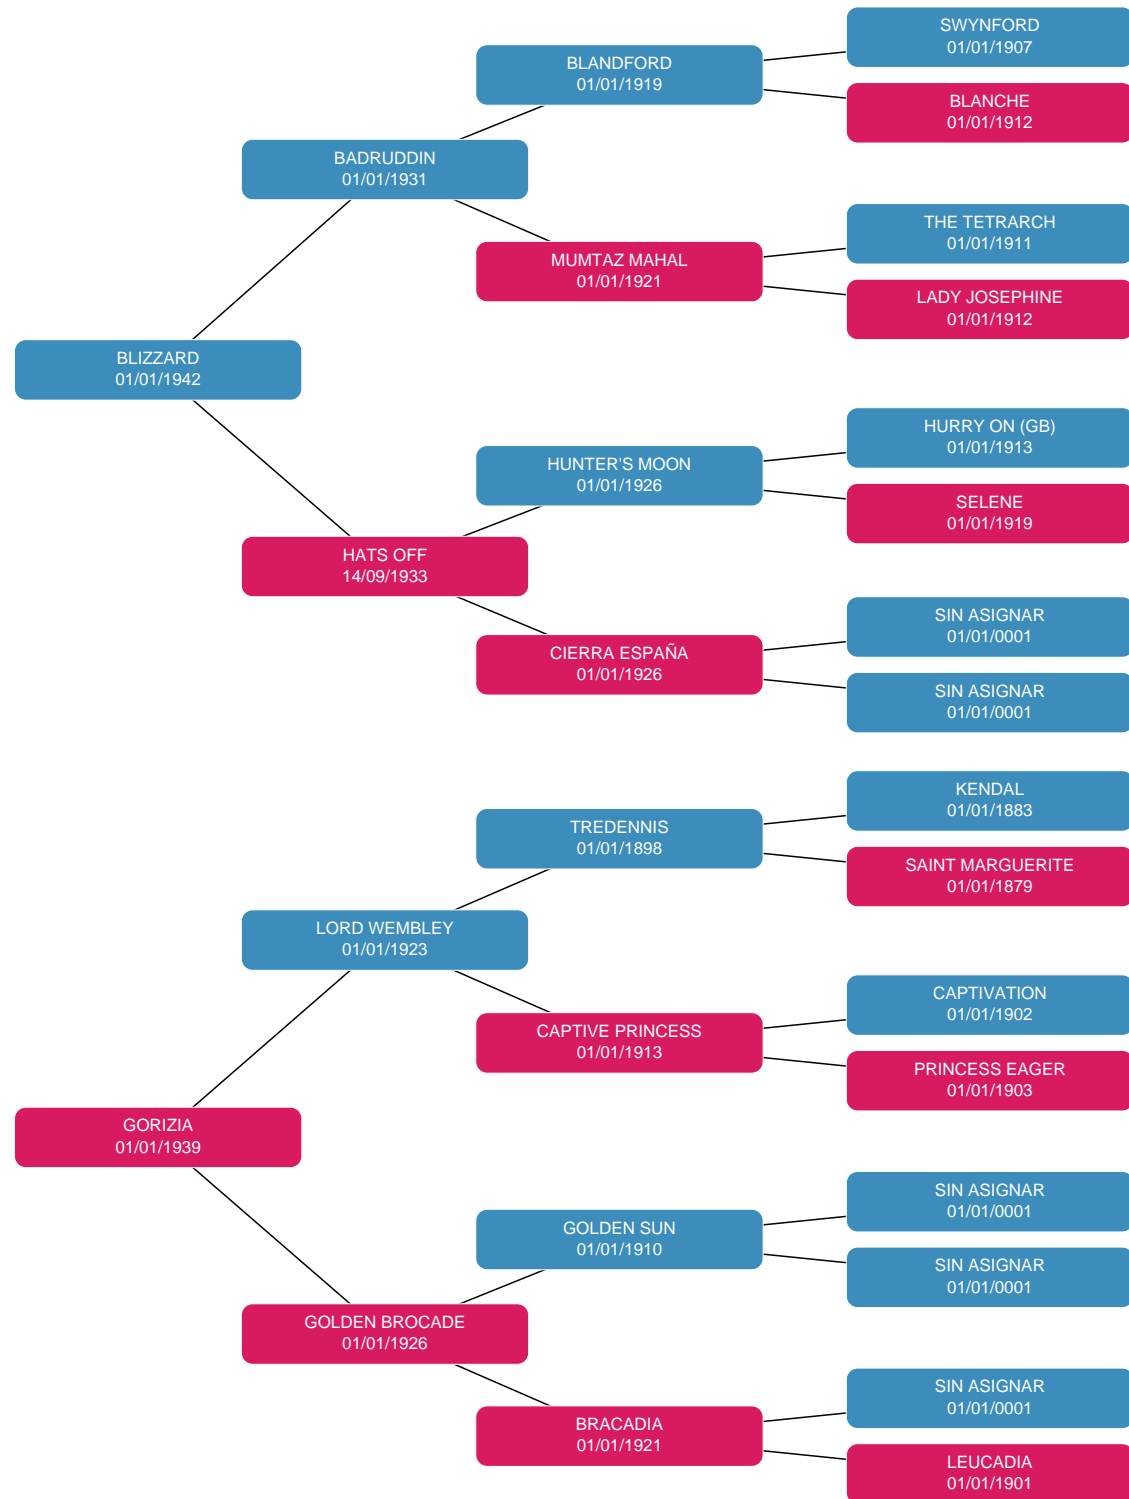 SWYNFORD
01/01/1907
BLANDFORD
01/01/1919
BLANCHE
01/01/1912
BADRUDDIN
01/01/1931
THE TETRARCH
01/01/1911
MUMTAZ MAHAL
01/01/1921
LADY JOSEPHINE
01/01/1912
BLIZZARD
01/01/1942
HURRY ON (GB)
01/01/1913
HUNTER'S MOON
01/01/1926
SELENE
01/01/1919
HATS OFF
14/09/1933
SIN ASIGNAR
01/01/0001
CIERRA ESPAÑA
01/01/1926
SIN ASIGNAR
01/01/0001
KENDAL
01/01/1883
TREDENNIS
01/01/1898
SAINT MARGUERITE
01/01/1879
LORD WEMBLEY
01/01/1923
CAPTIVATION
01/01/1902
CAPTIVE PRINCESS
01/01/1913
PRINCESS EAGER
01/01/1903
GORIZIA
01/01/1939
SIN ASIGNAR
01/01/0001
GOLDEN SUN
01/01/1910
SIN ASIGNAR
01/01/0001
GOLDEN BROCADE
01/01/1926
SIN ASIGNAR
01/01/0001
BRACADIA
01/01/1921
LEUCADIA
01/01/1901